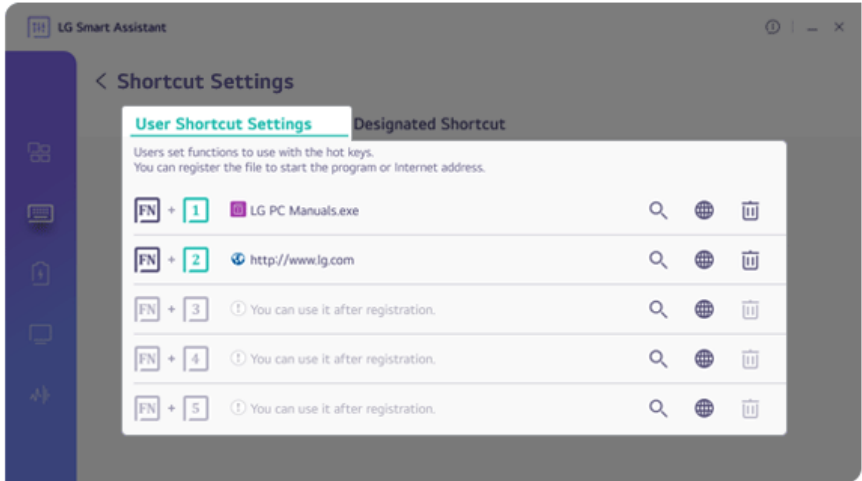 LG Smart Assistant
Shortcut Settings
User Shortcut Settings
Designated Shortcut
Users set functions to use with the hot keys.
You can register the file to start the program or Internet address.
FN + 1 LG PC Manuals.exe
FN + 2 http://www.lg.com
FN + 3 You can use it after registration.
FN + 4 You can use it after registration.
FN + 5 You can use it after registration.